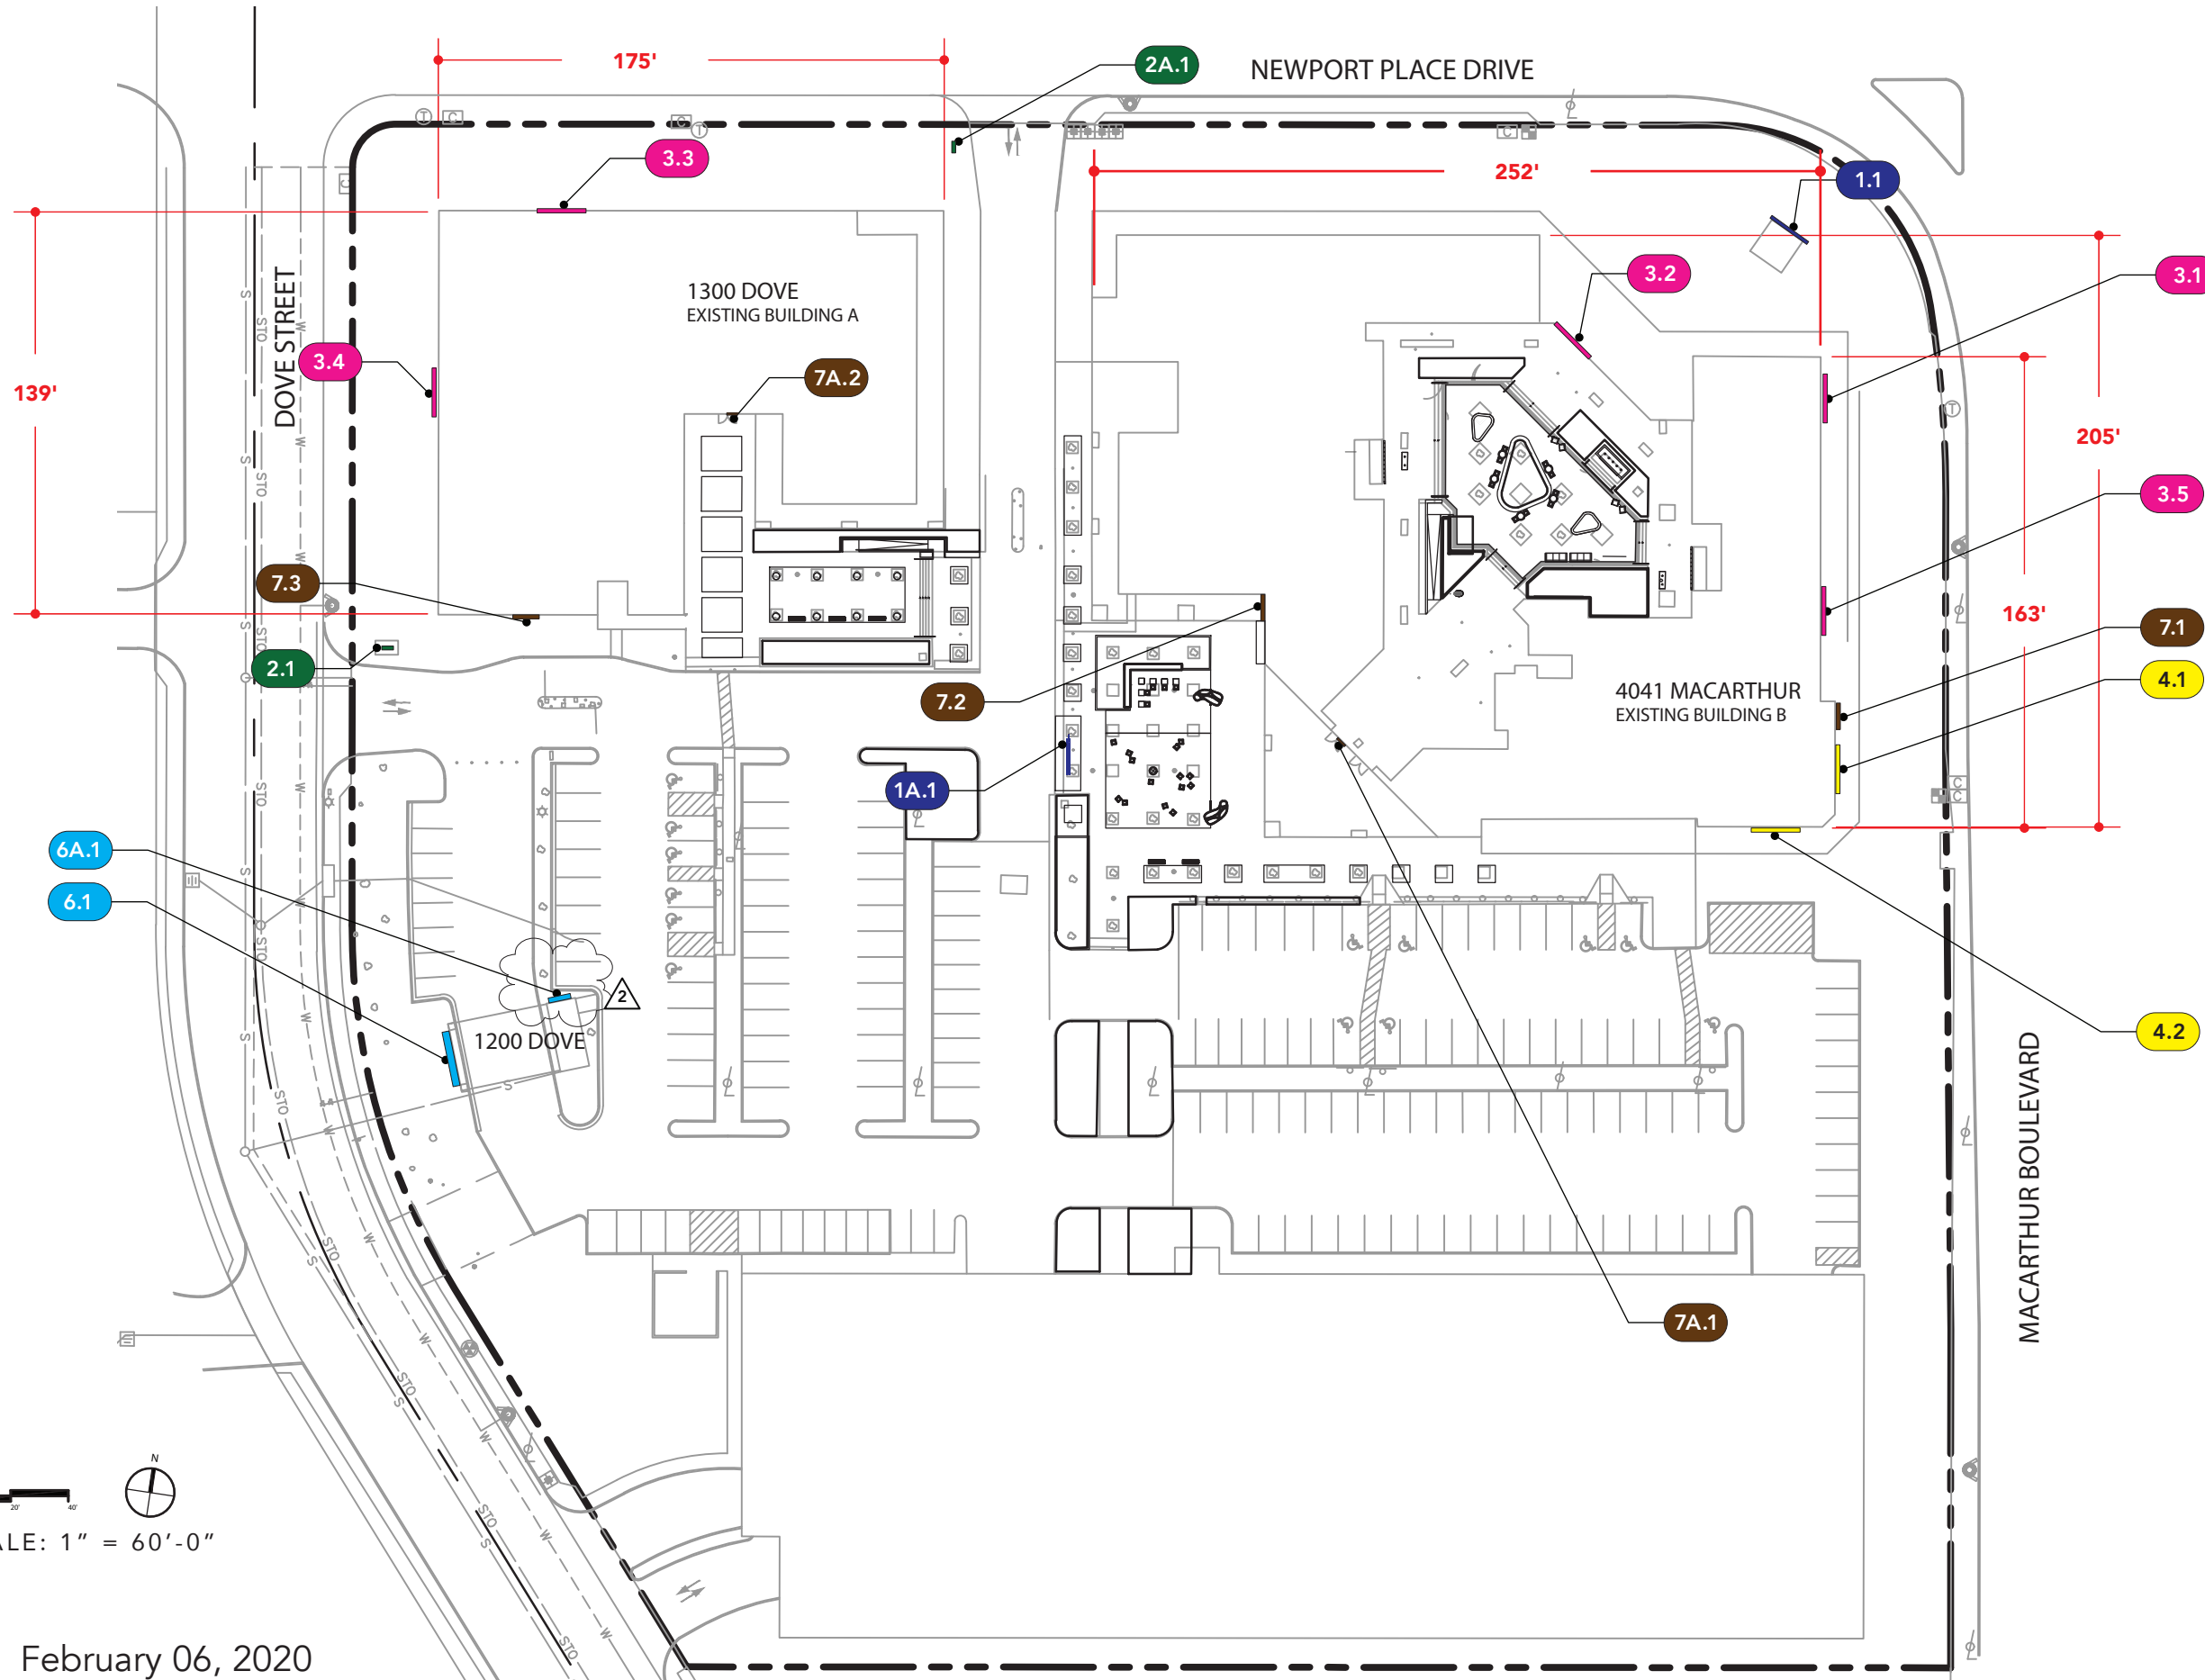 175'
2A.1
NEWPORT PLACE DRIVE
3.3
252'
1.1
3.2
3.1
1300 DOVE
EXISTING BUILDING A
DOVE STREET
3.4
7A.2
139'
205'
3.5
7.3
163'
7.1
2.1
7.2
4041 MACARTHUR
EXISTING BUILDING B
4.1
1A.1
6A.1
6.1
2
1200 DOVE
4.2
MACARTHUR BOULEVARD
7A.1
N
20'
40'
ALE: 1" = 60'-0"
February 06, 2020